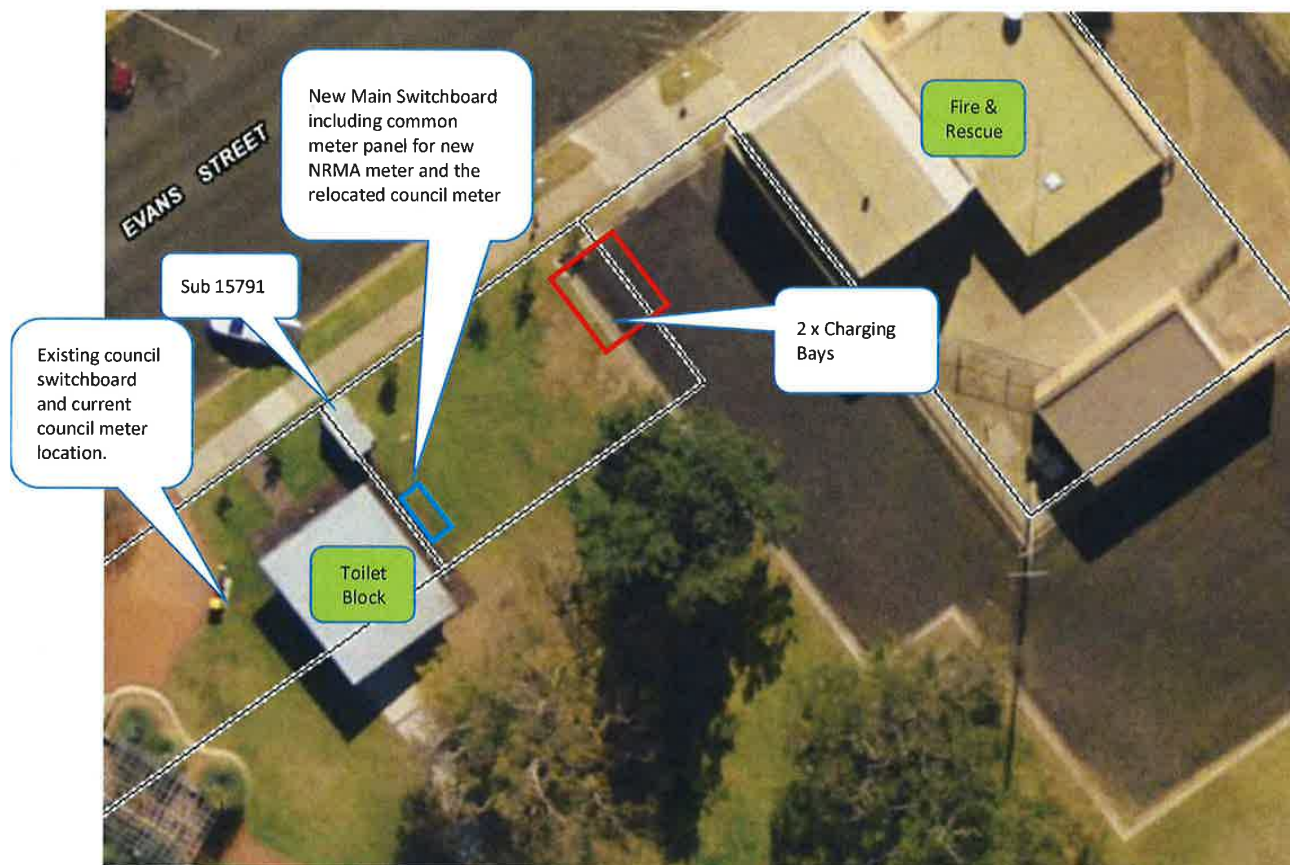 New Main Switchboard
including common
meter panel for new
NRMA meter and the
relocated council meter
Fire &
Rescue
EVANS STREET
Sub 15791
2 x Charging
Bays
Existing council
switchboard
and current
council meter
location.
Toilet
Block